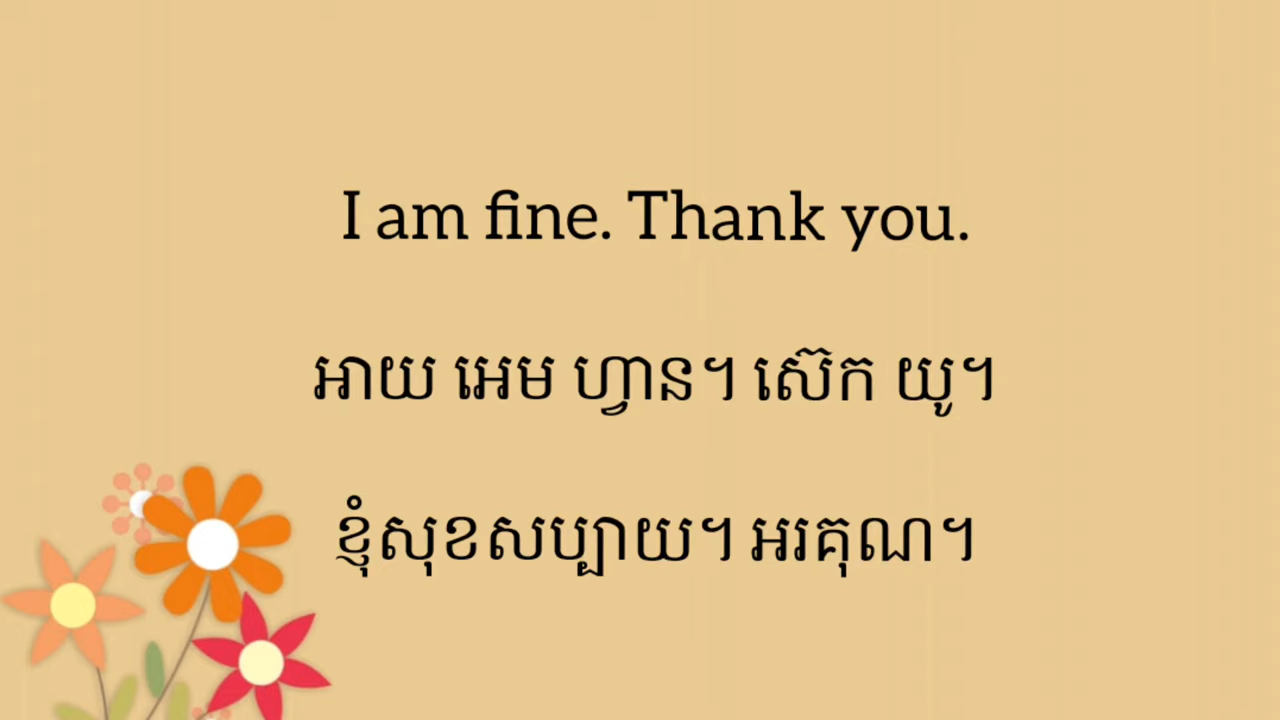 I am fine. Thank you.
អាយ អេម ហ្វាន។ ស៊េក យូ។
ខ្ញុំសុខសប្បាយ។ អរគុណ។